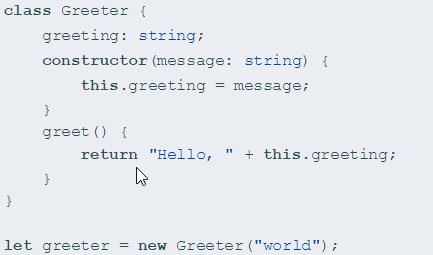 class Greeter {
    greeting: string;
    constructor(message: string) {
        this.greeting = message;
    }
    greet() {
        return "Hello, " + this.greeting;
    }
}
let greeter = new Greeter("world");